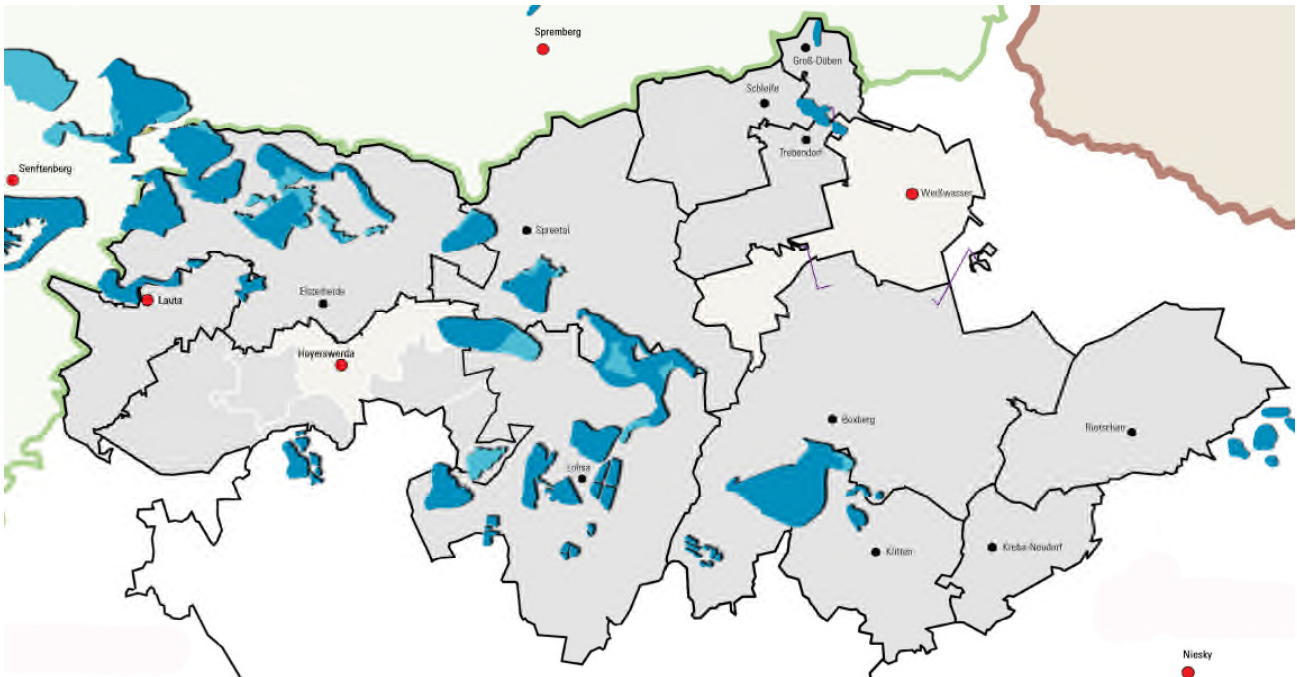 Spremberg
Groß-Düben
Schleife
Trebendorf
Senftenberg
Weißwasser
Spreetal
Lauta
Elsterheide
Hoyerswerda
Boxberg
Rietschen
Lohsa
Klitten
Kreba-Neudorf
Niesky